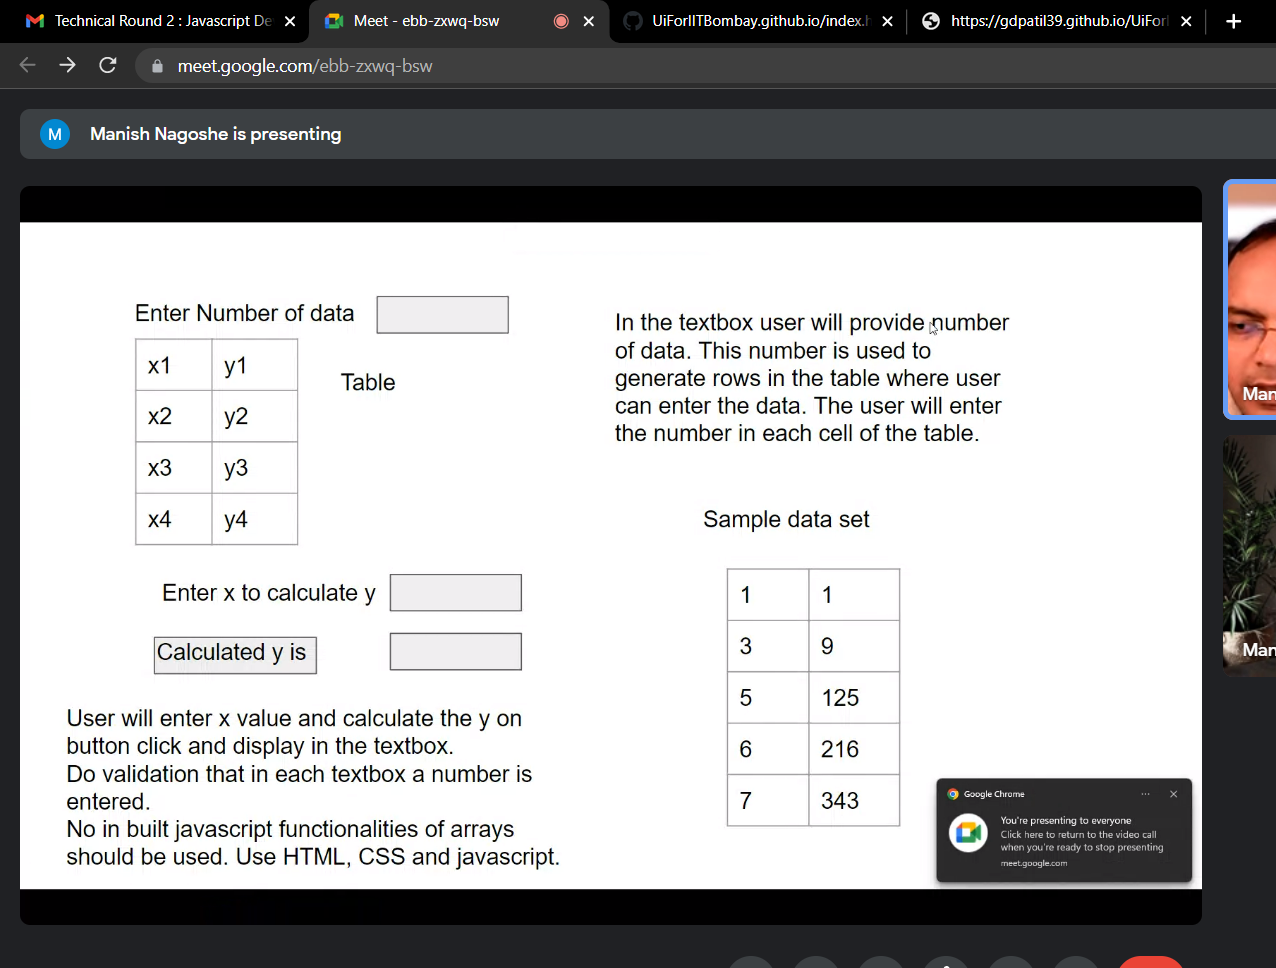 Technical Round 2 : Javascript De
Meet - ebb-zxwq-bsw
UiForIITBombay.github.io/index.h
https://gdpatil39.github.io/UiForI
meet.google.com/ebb-zxwq-bsw
M
Manish Nagoshe is presenting
Enter Number of data
x1 y1
x2 y2
x3 y3
x4 y4
Table
Enter x to calculate y
Calculated y is
User will enter x value and calculate the y on
button click and display in the textbox.
Do validation that in each textbox a number is
entered.
No in built javascript functionalities of arrays
should be used. Use HTML, CSS and javascript.
In the textbox user will provide number
of data. This number is used to
generate rows in the table where user
can enter the data. The user will enter
the number in each cell of the table.
Sample data set
1 1
3 9
5 125
6 216
7 343
Google Chrome
You're presenting to everyone
Click here to return to the video call
when you're ready to stop presenting
meet.google.com
Man
Man